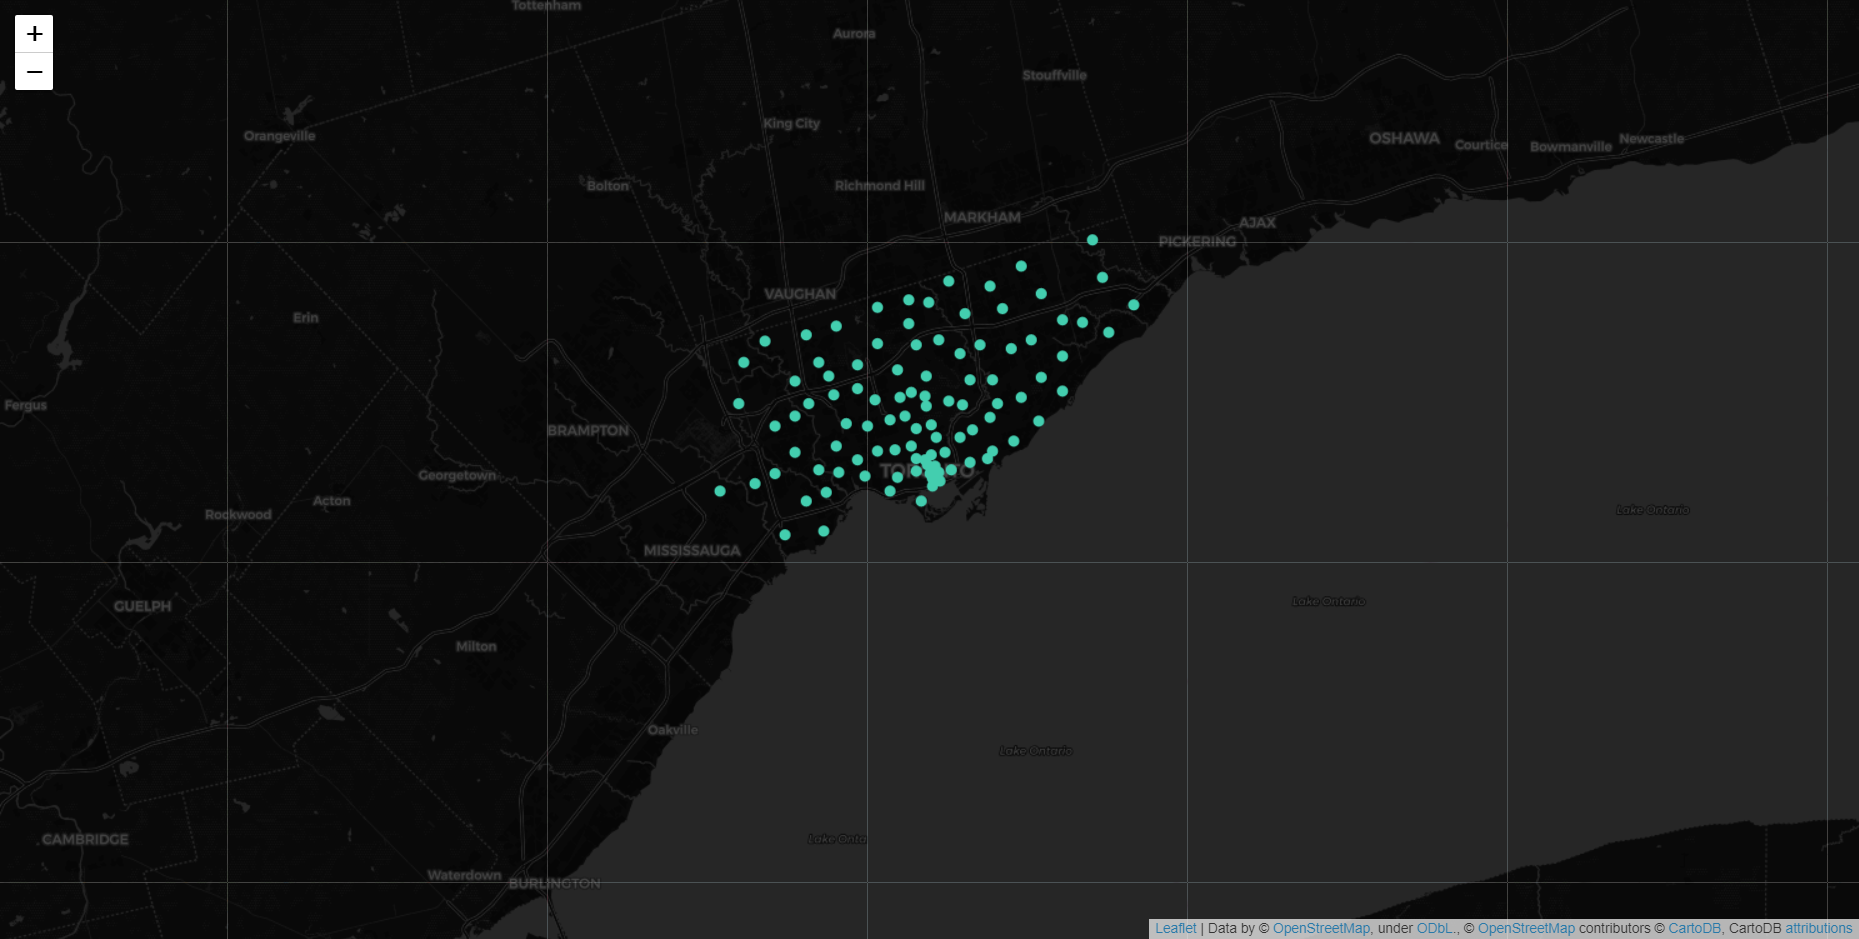 +
−
Tottenham
Aurora
Stouffville
King City
Orangeville
OSHAWA
Courtice
Bowmanville
Newcastle
Bolton
Richmond Hill
MARKHAM
AJAX
PICKERING
VAUGHAN
Erin
Fergus
BRAMPTON
Georgetown
TORONTO
Acton
Rockwood
Lake Ontario
MISSISSAUGA
Lake Ontario
GUELPH
Milton
Oakville
Lake Ontario
CAMBRIDGE
Lake Onta
Waterdown
BURLINGTON
Leaflet | Data by © OpenStreetMap, under ODbL., © OpenStreetMap contributors © CartoDB, CartoDB attributions